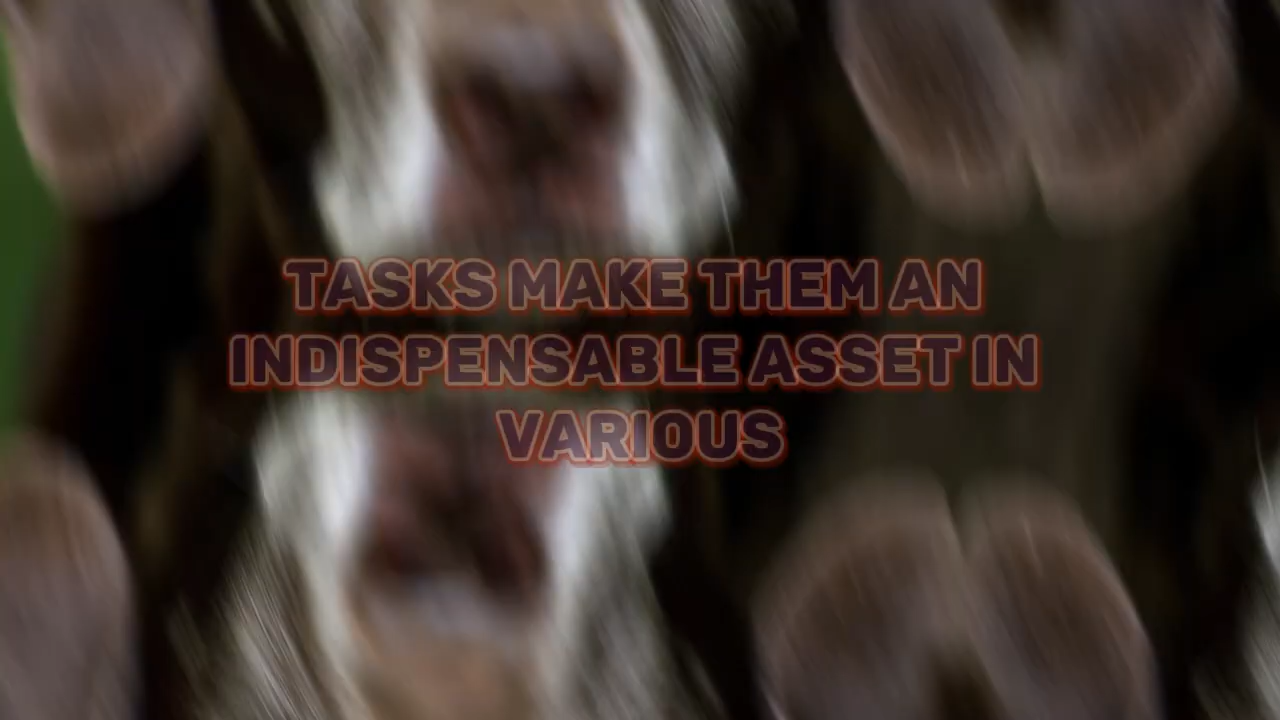 TASKS MAKE THEM AN
INDISPENSABLE ASSET IN
VARIOUS